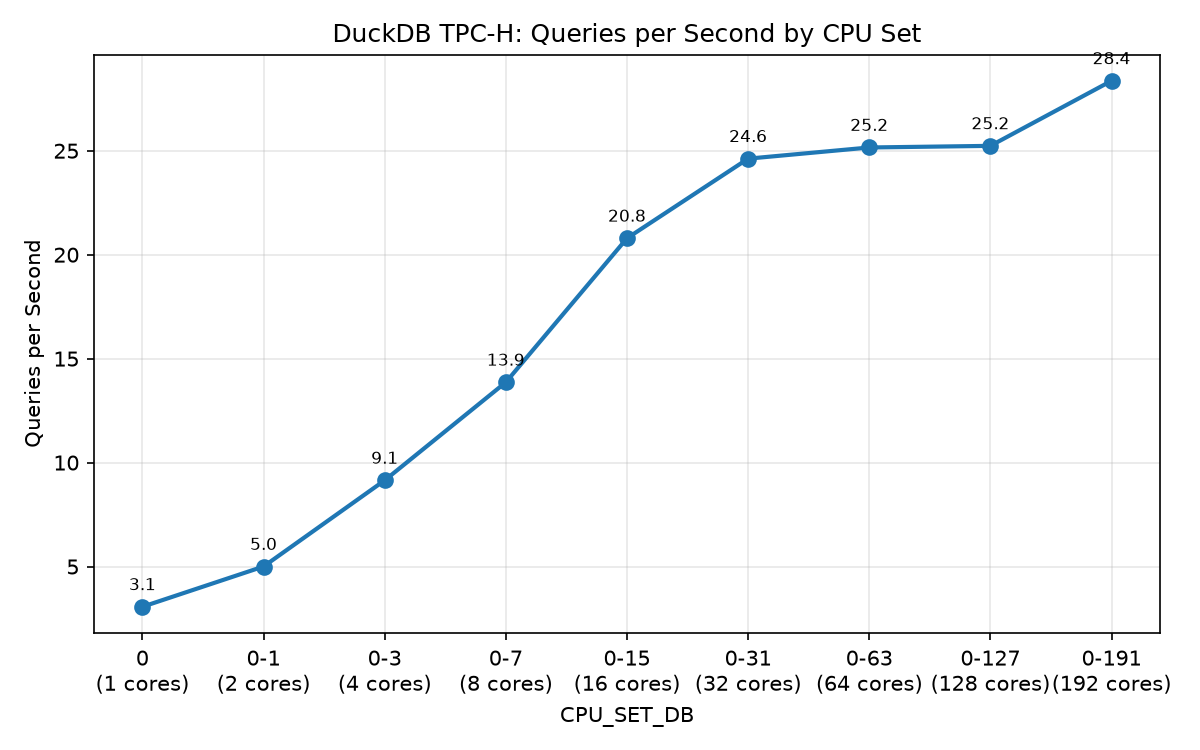 DuckDB TPC-H: Queries per Second by CPU Set
28.4
25.2
25.2
24.6
20.8
13.9
9.1
5.0
3.1
25
20
15
10
5
Queries per Second
0 0-1 0-3 0-7 0-15 0-31 0-63 0-127 0-191
(1 cores) (2 cores) (4 cores) (8 cores) (16 cores) (32 cores) (64 cores) (128 cores) (192 cores)
CPU_SET_DB